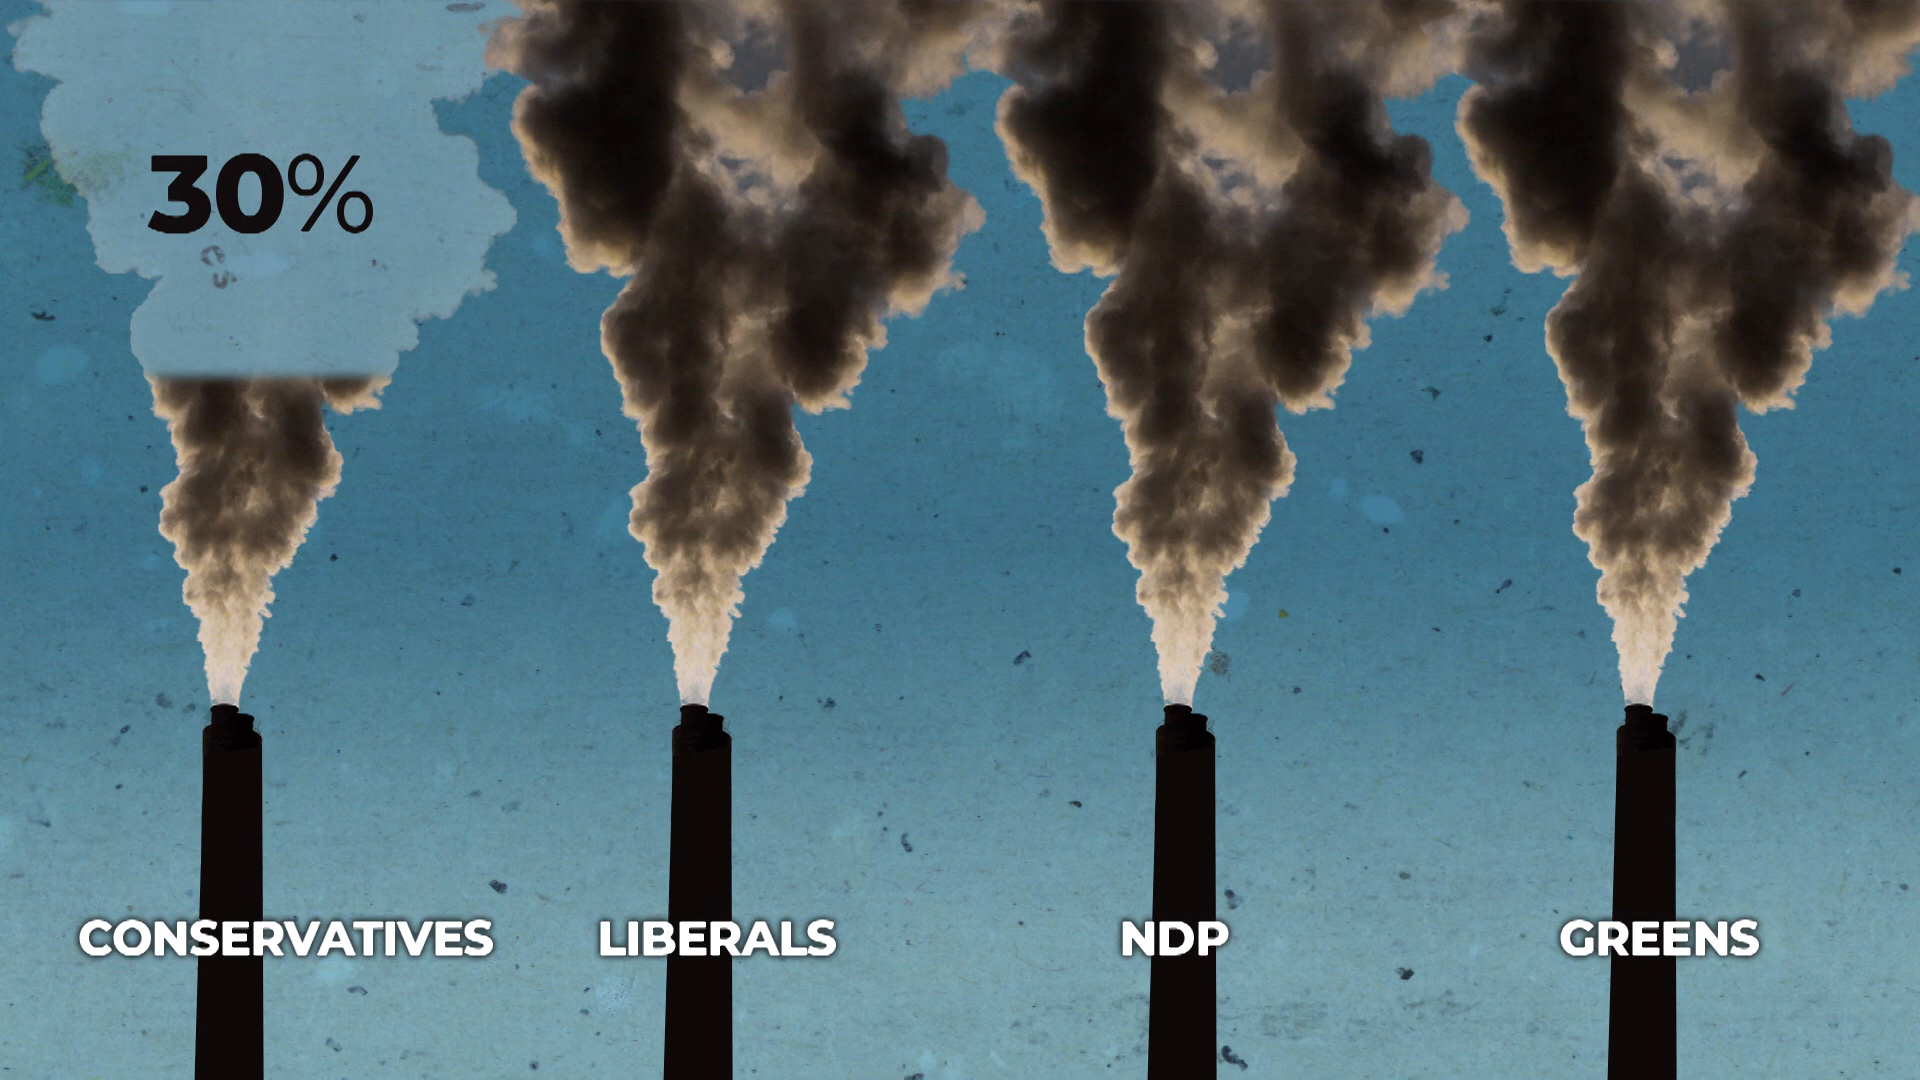 30%
CONSERVATIVES
LIBERALS
NDP
GREENS